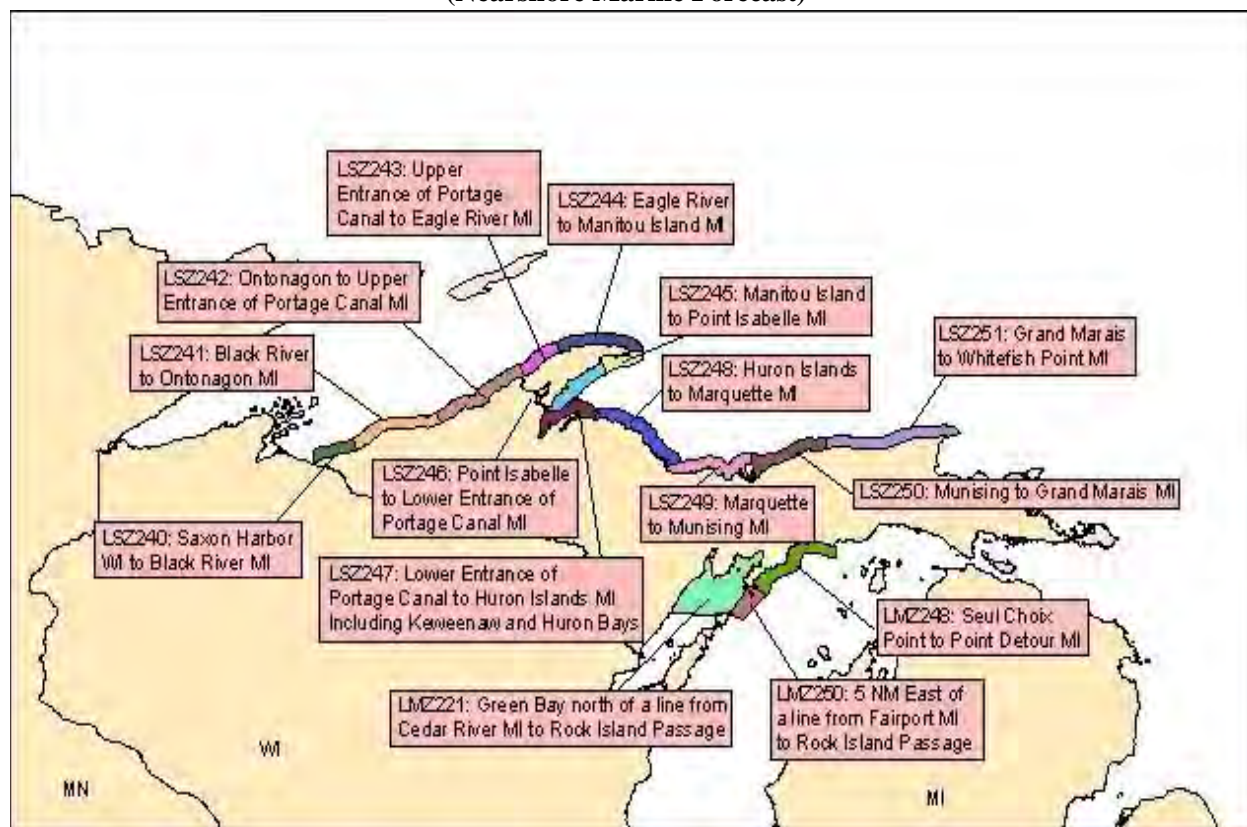 (Nearshore Marine Forecast)
LSZ243: Upper
Entrance of Portage
Canal to Eagle River MI
LSZ244: Eagle River
to Manitou Island MI
LSZ242: Ontonagon to Upper
Entrance of Portage Canal MI
LSZ245: Manitou Island
to Point Isabelle MI
LSZ251: Grand Marais
to Whitefish Point MI
LSZ241: Black River
to Ontonagon MI
LSZ248: Huron Islands
to Marquette MI
LSZ246: Point Isabelle
to Lower Entrance of
Portage Canal MI
LSZ249: Marquette
to Munising MI
LSZ250: Munising to Grand Marais MI
LSZ240: Saxon Harbor
WI to Black River MI
LSZ247: Lower Entrance of
Portage Canal to Huron Islands MI
Including Keweenaw and Huron Bays
LMZ248: Seul Choix
Point to Point Detour MI
LMZ221: Green Bay north of a line from
Cedar River MI to Rock Island Passage
LMZ250: 5 NM East of
a line from Fairport MI
to Rock Island Passage
WI
MN
MI